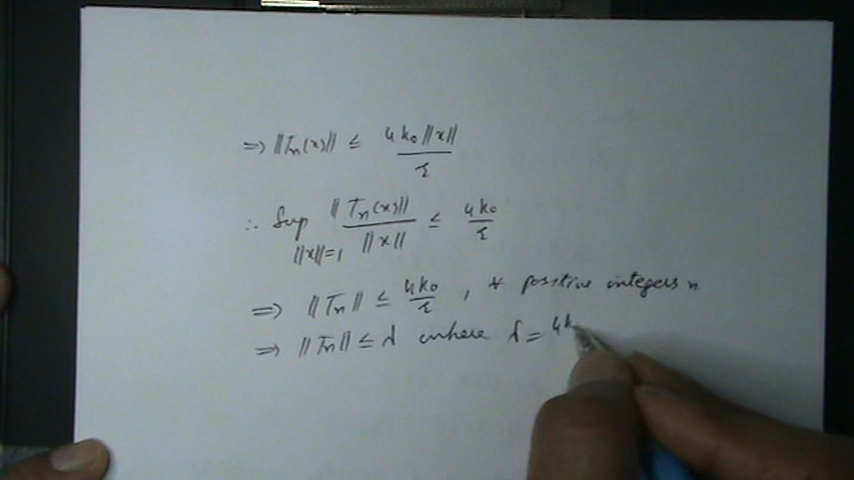 ⇒ ||Tn(x)|| ≤ 4k₀||x|| / r
∴ Sup ||x||=1 ||Tn(x)|| / ||x|| ≤ 4k₀ / r
⇒ ||Tn|| ≤ 4k₀ / r , ∀ positive integers n
⇒ ||Tn|| ≤ λ where λ = 4k